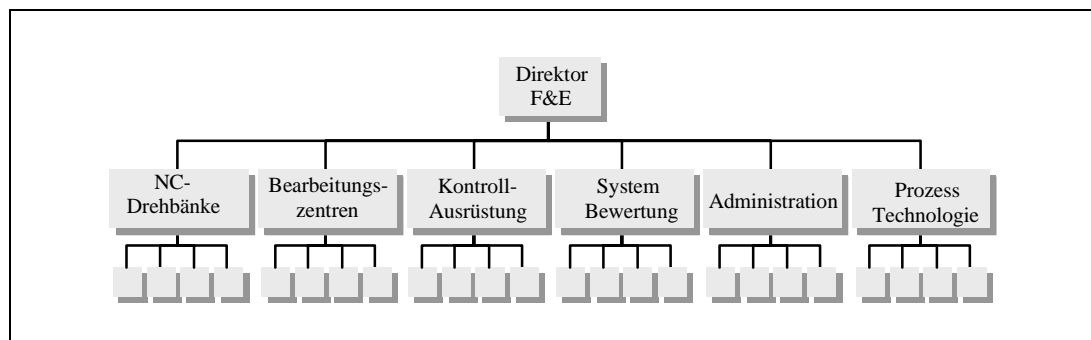 Direktor
F&E
NC-
Drehbänke
Bearbeitungs-
zentren
Kontroll-
Ausrüstung
System
Bewertung
Administration
Prozess
Technologie